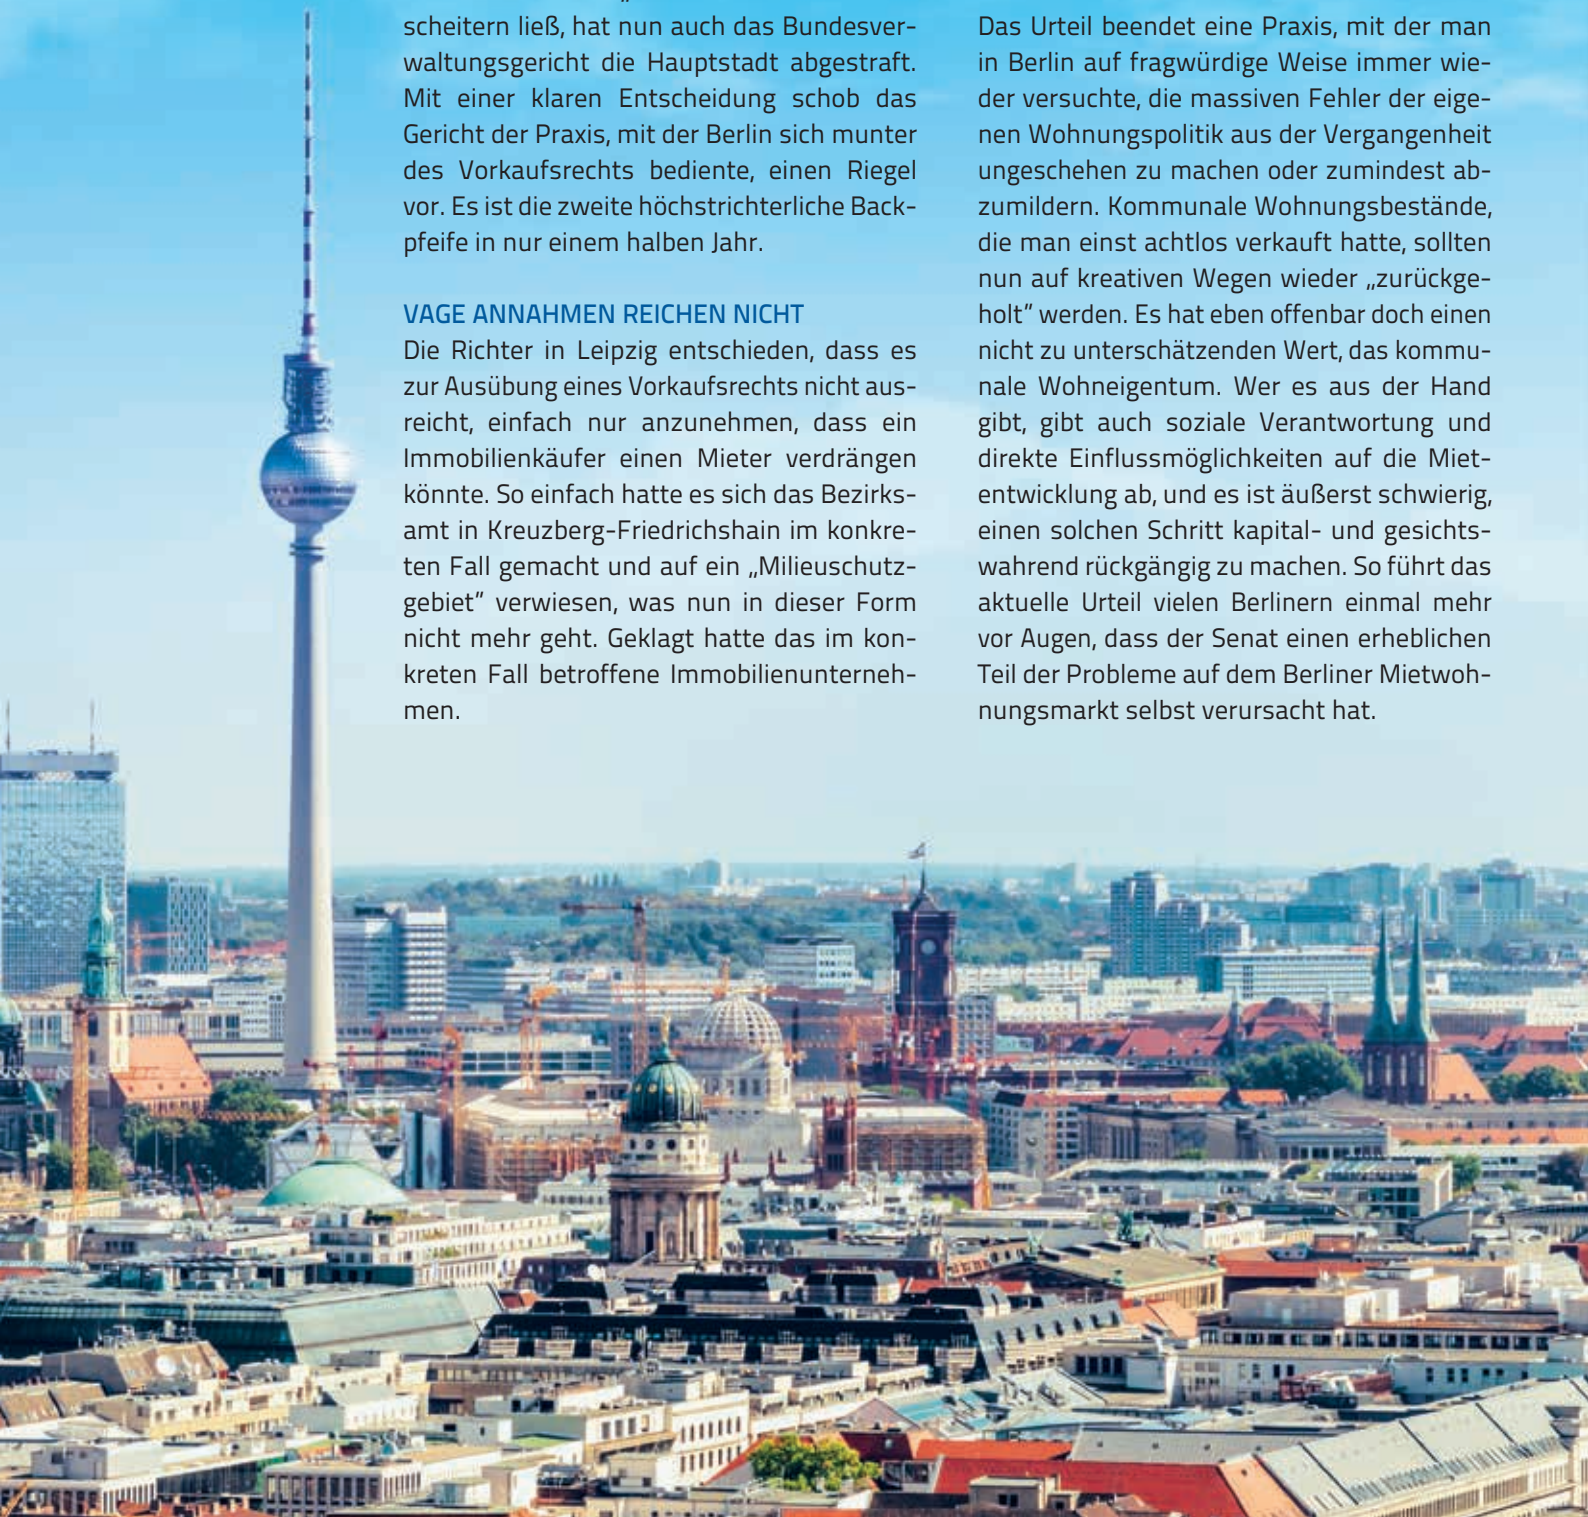 scheitern ließ, hat nun auch das Bundesver-
waltungsgericht die Hauptstadt abgestraft.
Mit einer klaren Entscheidung schob das
Gericht der Praxis, mit der Berlin sich munter
des Vorkaufsrechts bediente, einen Riegel
vor. Es ist die zweite höchstrichterliche Back-
pfeife in nur einem halben Jahr.
VAGE ANNAHMEN REICHEN NICHT
Die Richter in Leipzig entschieden, dass es
zur Ausübung eines Vorkaufsrechts nicht aus-
reicht, einfach nur anzunehmen, dass ein
Immobilienkäufer einen Mieter verdrängen
könnte. So einfach hatte es sich das Bezirks-
amt in Kreuzberg-Friedrichshain im konkre-
ten Fall gemacht und auf ein „Milieuschutz-
gebiet” verwiesen, was nun in dieser Form
nicht mehr geht. Geklagt hatte das im kon-
kreten Fall betroffene Immobilienunterneh-
men.
Das Urteil beendet eine Praxis, mit der man
in Berlin auf fragwürdige Weise immer wie-
der versuchte, die massiven Fehler der eige-
nen Wohnungspolitik aus der Vergangenheit
ungeschehen zu machen oder zumindest ab-
zumildern. Kommunale Wohnungsbestände,
die man einst achtlos verkauft hatte, sollten
nun auf kreativen Wegen wieder „zurückge-
holt” werden. Es hat eben offenbar doch einen
nicht zu unterschätzenden Wert, das kommu-
nale Wohneigentum. Wer es aus der Hand
gibt, gibt auch soziale Verantwortung und
direkte Einflussmöglichkeiten auf die Miet-
entwicklung ab, und es ist äußerst schwierig,
einen solchen Schritt kapital- und gesichts-
wahrend rückgängig zu machen. So führt das
aktuelle Urteil vielen Berlinern einmal mehr
vor Augen, dass der Senat einen erheblichen
Teil der Probleme auf dem Berliner Mietwoh-
nungsmarkt selbst verursacht hat.